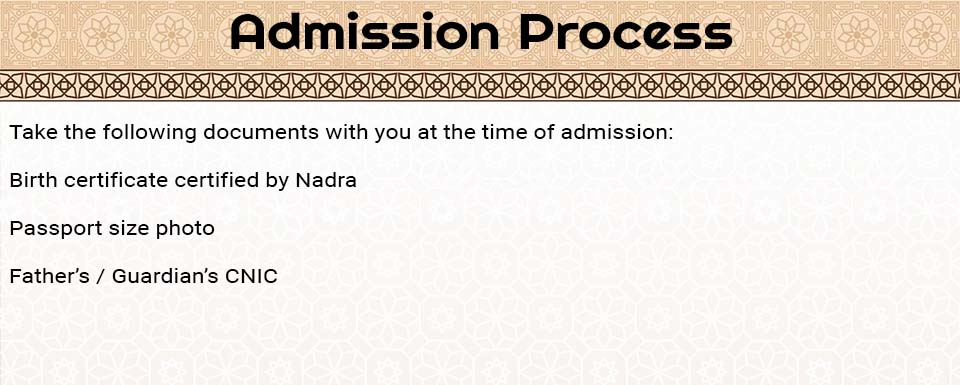 Admission Process
Take the following documents with you at the time of admission:
Birth certificate certified by Nadra
Passport size photo
Father’s / Guardian’s CNIC